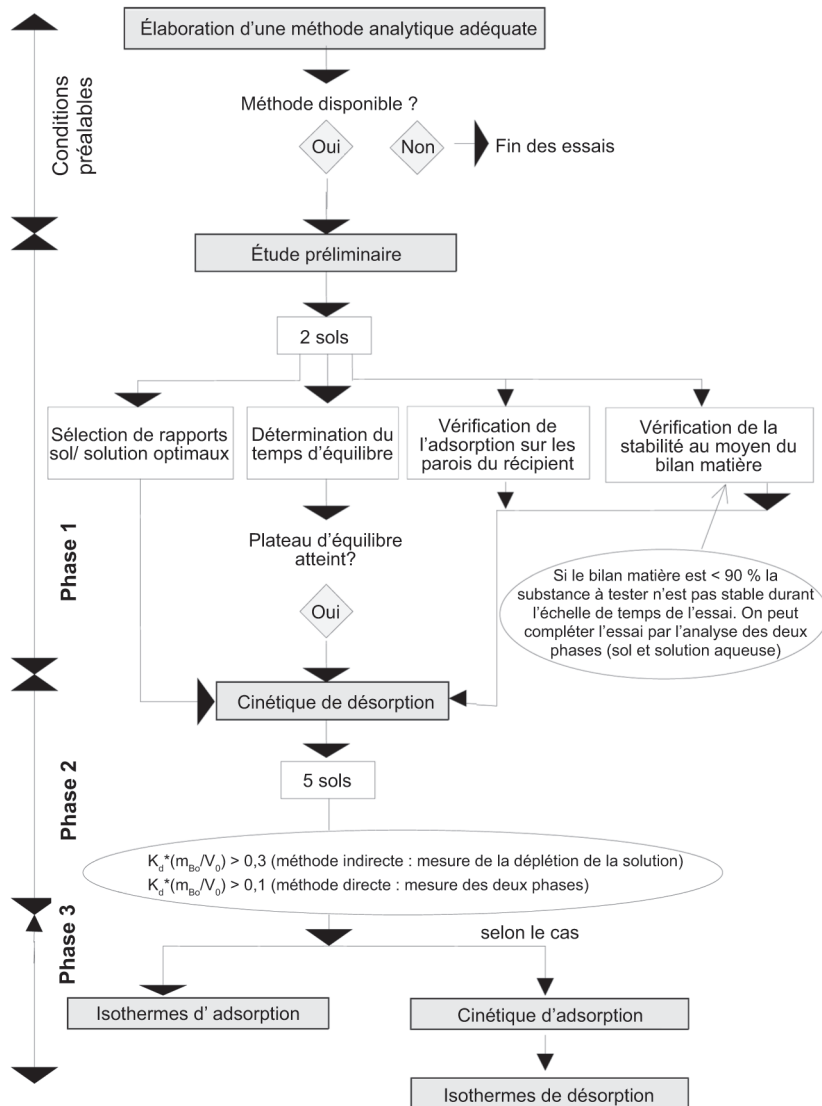 Élaboration d'une méthode analytique adéquate
Méthode disponible ?
Oui
Non
Fin des essais
Conditions
préalables
Étude préliminaire
2 sols
Sélection de rapports
sol/ solution optimaux
Détermination du
temps d'équilibre
Vérification de
l'adsorption sur les
parois du récipient
Vérification de la
stabilité au moyen du
bilan matière
Phase 1
Plateau d'équilibre
atteint?
Oui
Si le bilan matière est < 90 % la
substance à tester n'est pas stable durant
l'échelle de temps de l'essai. On peut
compléter l'essai par l'analyse des deux
phases (sol et solution aqueuse)
Cinétique de désorption
Phase 2
5 sols
K_d*(m_Bo/V_0) > 0,3 (méthode indirecte : mesure de la déplétion de la solution)
K_d*(m_Bo/V_0) > 0,1 (méthode directe : mesure des deux phases)
Phase 3
selon le cas
Isothermes d' adsorption
Cinétique d'adsorption
Isothermes de désorption